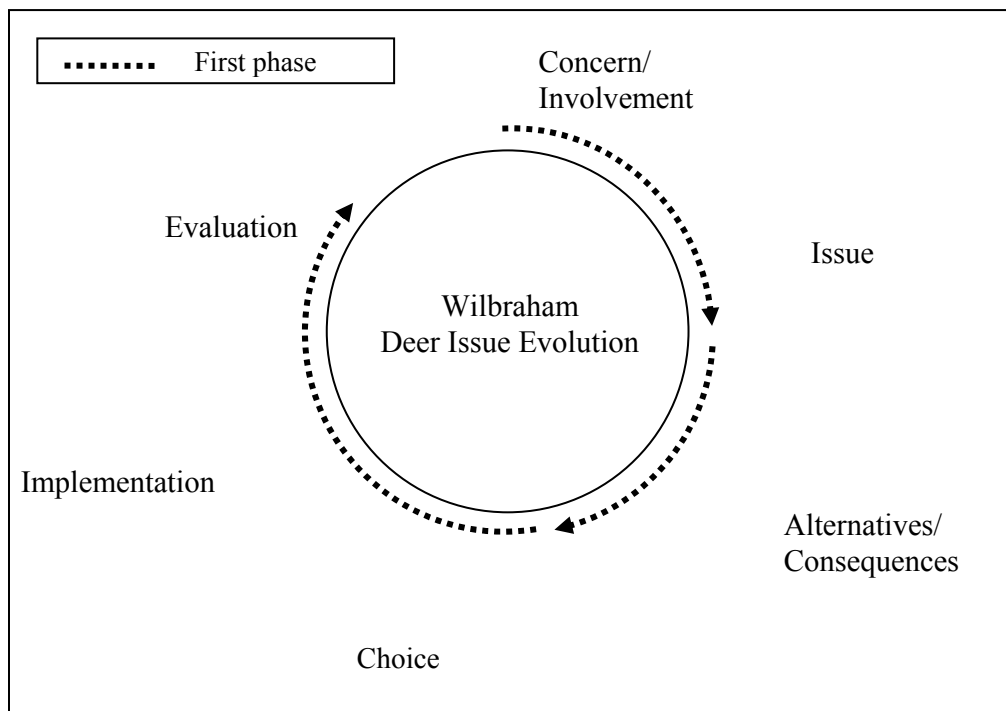 First phase
Concern/
Involvement
Evaluation
Issue
Wilbraham
Deer Issue Evolution
Implementation
Alternatives/
Consequences
Choice